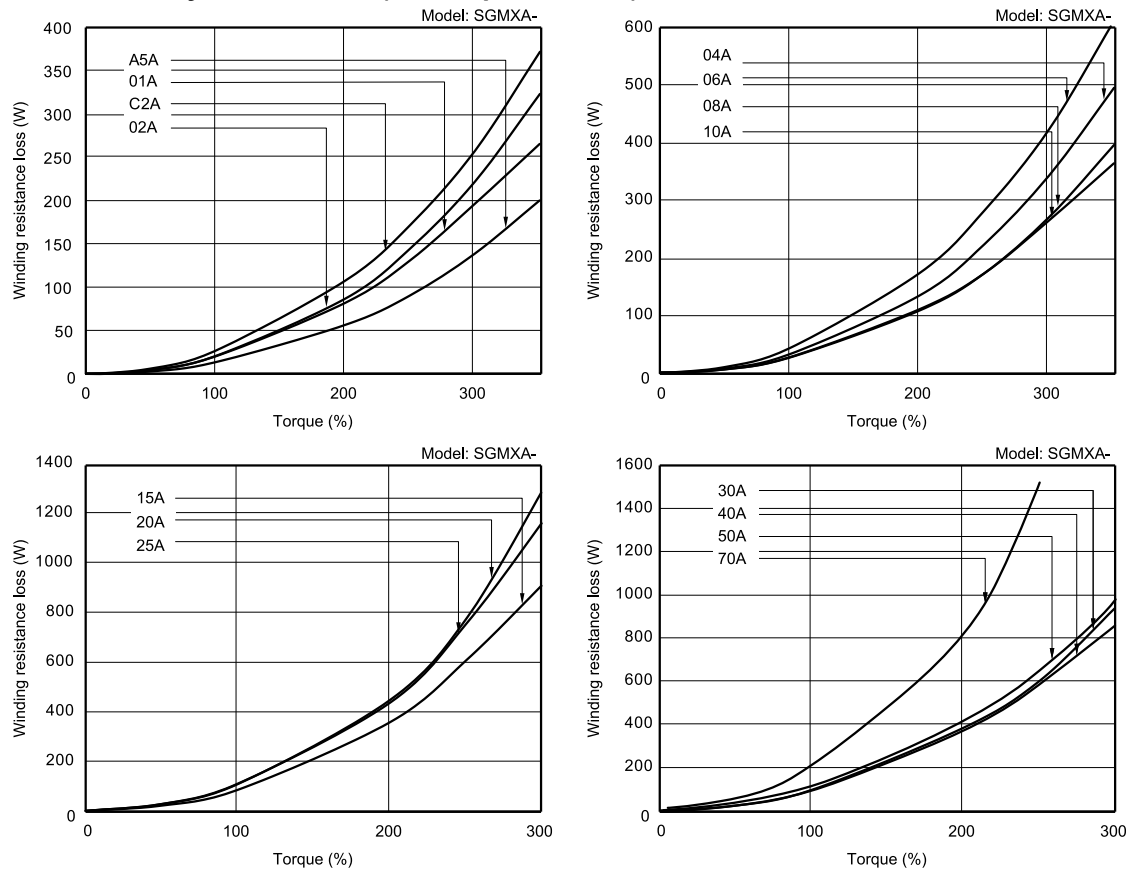 Model: SGMXA-
400
350
300
250
200
150
100
50
0
Winding resistance loss (W)
A5A
01A
C2A
02A
0
100
200
300
Torque (%)
Model: SGMXA-
600
500
400
300
200
100
0
Winding resistance loss (W)
04A
06A
08A
10A
0
100
200
300
Torque (%)
Model: SGMXA-
1400
1200
1000
800
600
400
200
0
Winding resistance loss (W)
15A
20A
25A
0
100
200
300
Torque (%)
Model: SGMXA-
1600
1400
1200
1000
800
600
400
200
0
Winding resistance loss (W)
30A
40A
50A
70A
0
100
200
300
Torque (%)